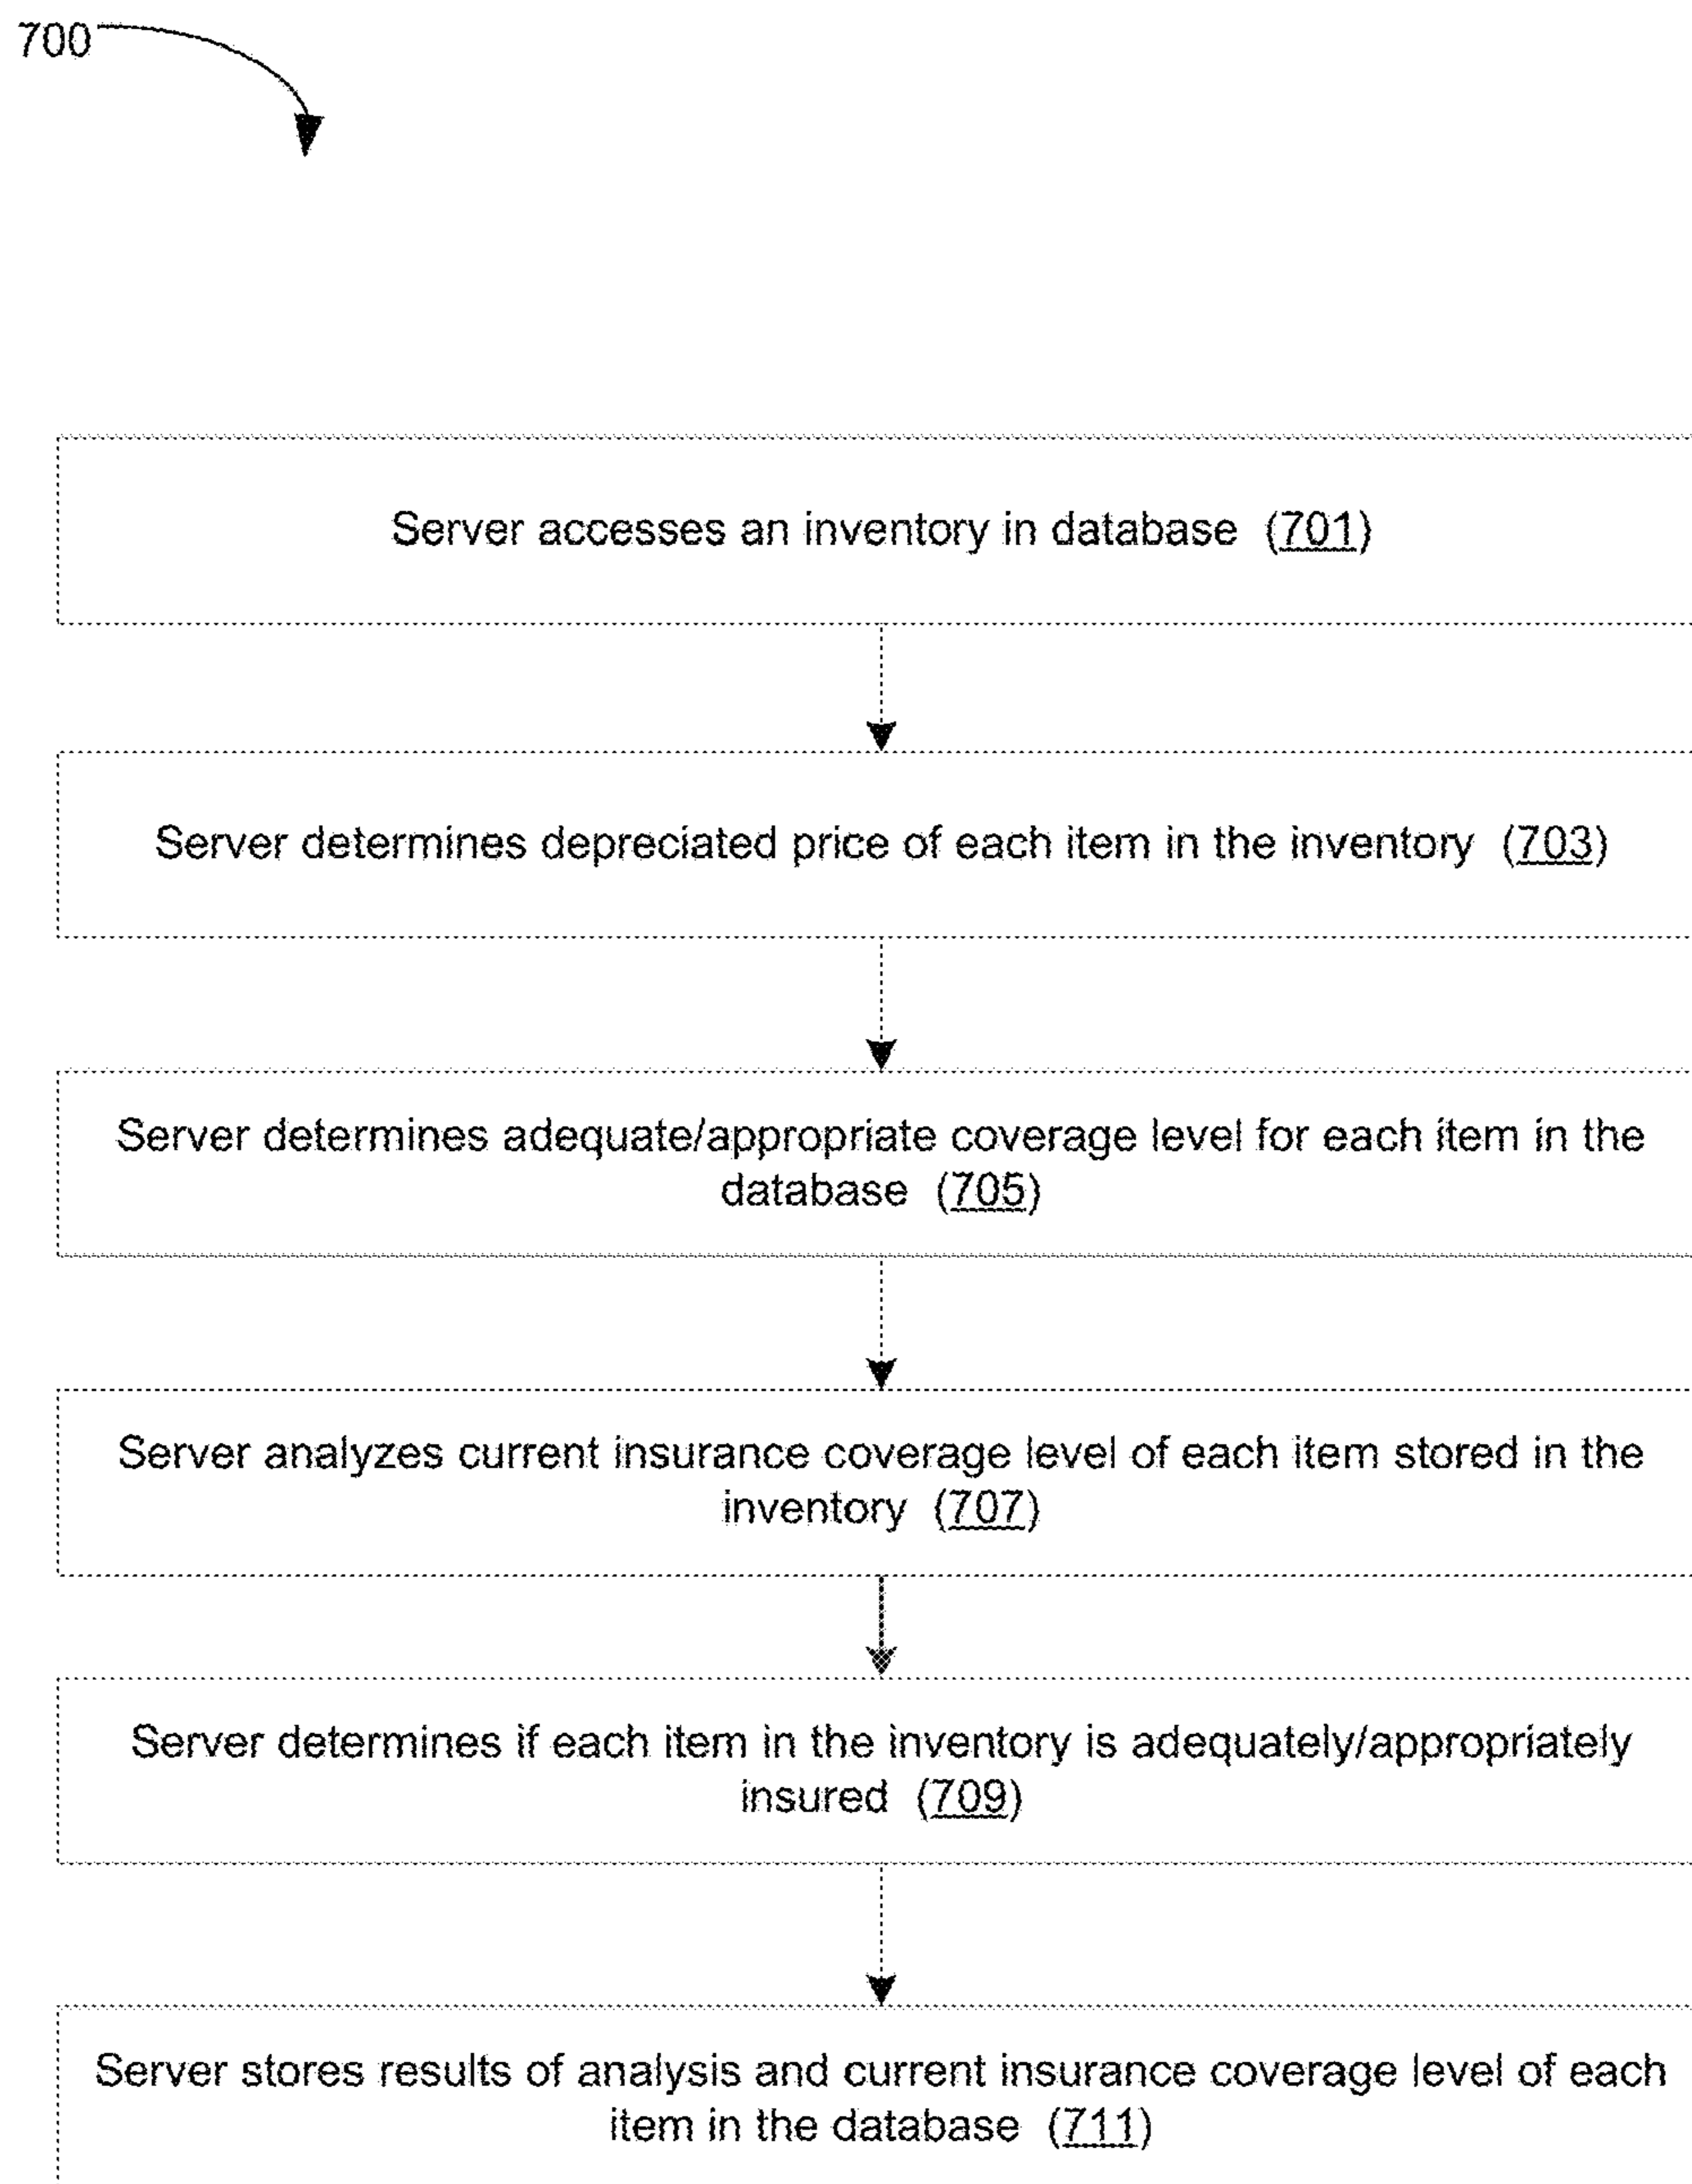 700
Server accesses an inventory in database (701)
Server determines depreciated price of each item in the inventory (703)
Server determines adequate/appropriate coverage level for each item in the
database (705)
Server analyzes current insurance coverage level of each item stored in the
inventory (707)
Server determines if each item in the inventory is adequately/appropriately
insured (709)
Server stores results of analysis and current insurance coverage level of each
item in the database (711)